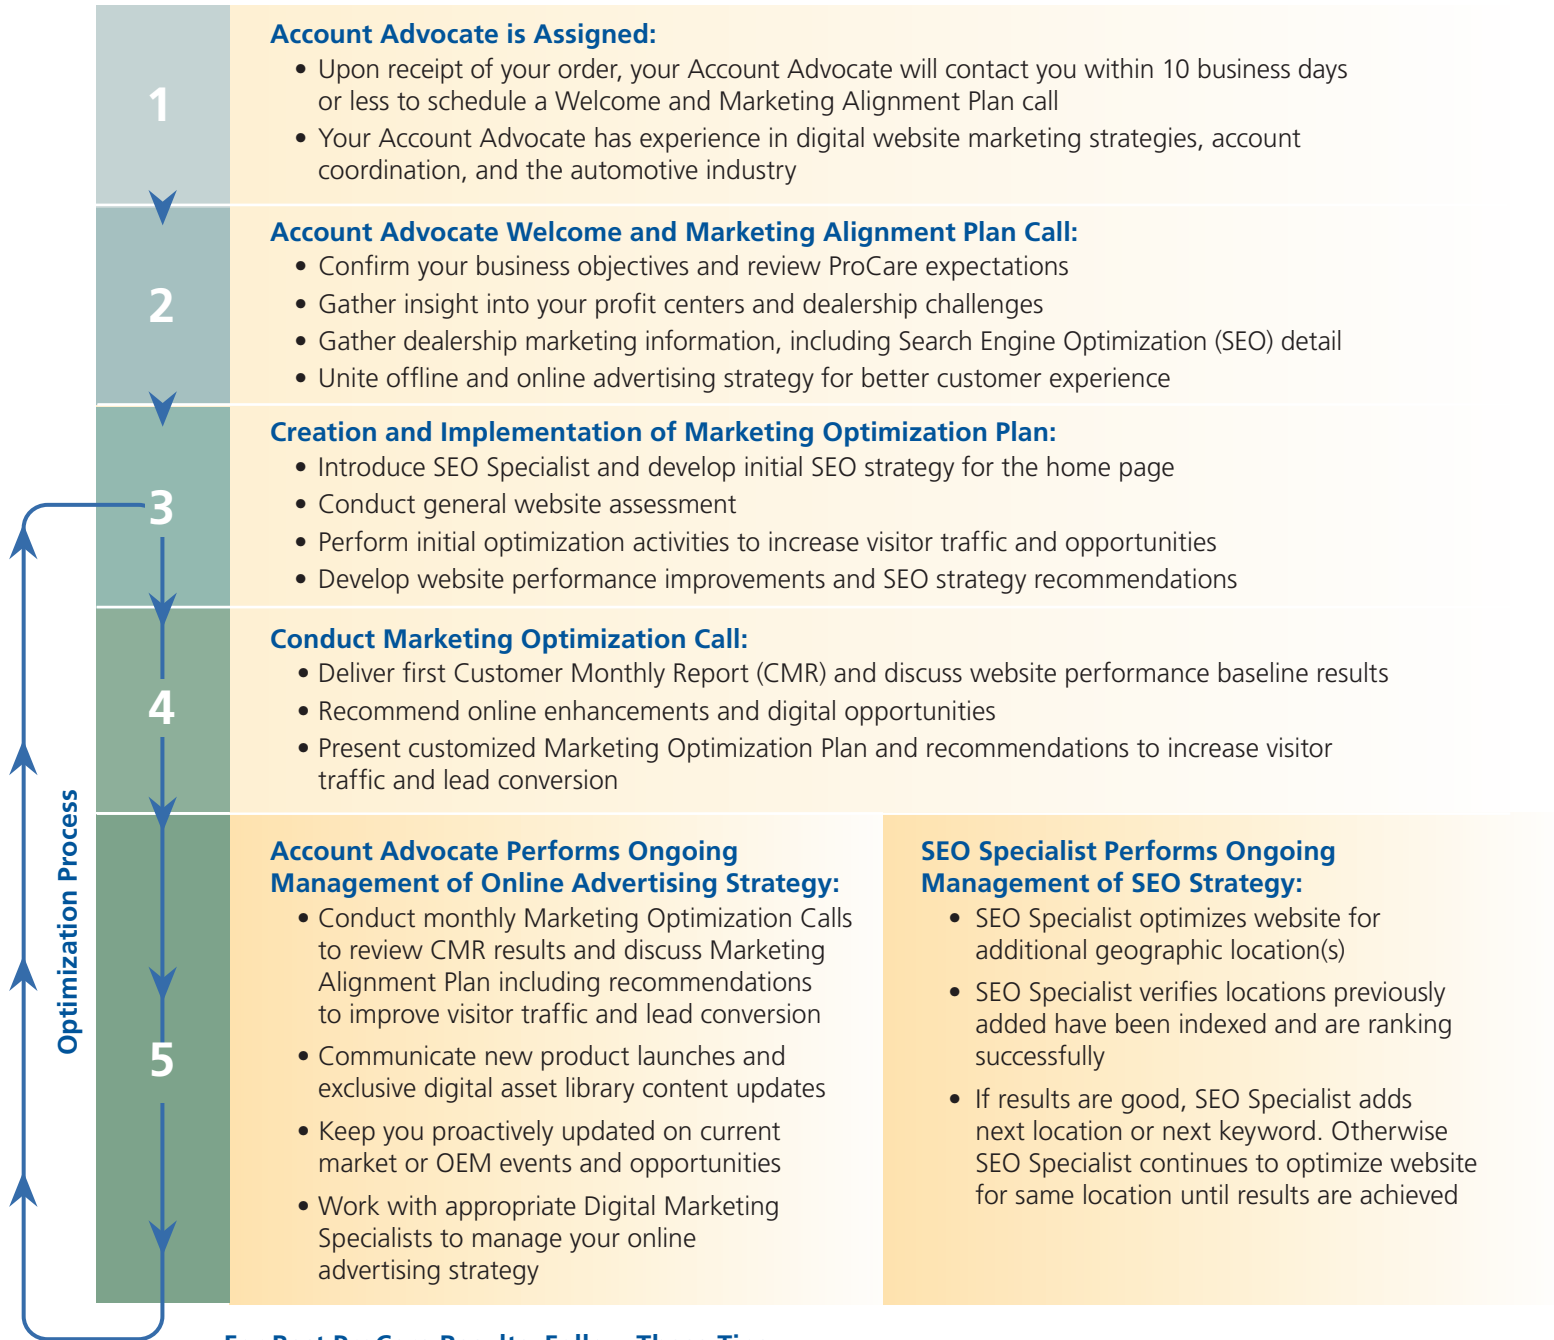 1
Account Advocate is Assigned:
• Upon receipt of your order, your Account Advocate will contact you within 10 business days
or less to schedule a Welcome and Marketing Alignment Plan call
• Your Account Advocate has experience in digital website marketing strategies, account
coordination, and the automotive industry
2
Account Advocate Welcome and Marketing Alignment Plan Call:
• Confirm your business objectives and review ProCare expectations
• Gather insight into your profit centers and dealership challenges
• Gather dealership marketing information, including Search Engine Optimization (SEO) detail
• Unite offline and online advertising strategy for better customer experience
3
Creation and Implementation of Marketing Optimization Plan:
• Introduce SEO Specialist and develop initial SEO strategy for the home page
• Conduct general website assessment
• Perform initial optimization activities to increase visitor traffic and opportunities
• Develop website performance improvements and SEO strategy recommendations
4
Conduct Marketing Optimization Call:
• Deliver first Customer Monthly Report (CMR) and discuss website performance baseline results
• Recommend online enhancements and digital opportunities
• Present customized Marketing Optimization Plan and recommendations to increase visitor
traffic and lead conversion
Optimization Process
5
Account Advocate Performs Ongoing
Management of Online Advertising Strategy:
• Conduct monthly Marketing Optimization Calls
to review CMR results and discuss Marketing
Alignment Plan including recommendations
to improve visitor traffic and lead conversion
• Communicate new product launches and
exclusive digital asset library content updates
• Keep you proactively updated on current
market or OEM events and opportunities
• Work with appropriate Digital Marketing
Specialists to manage your online
advertising strategy
SEO Specialist Performs Ongoing
Management of SEO Strategy:
• SEO Specialist optimizes website for
additional geographic location(s)
• SEO Specialist verifies locations previously
added have been indexed and are ranking
successfully
• If results are good, SEO Specialist adds
next location or next keyword. Otherwise
SEO Specialist continues to optimize website
for same location until results are achieved